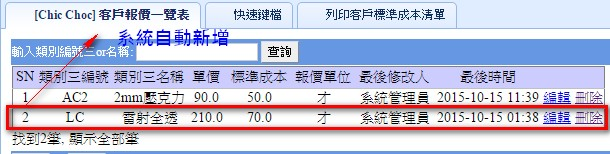 [Chic Choc] 客戶報價一覽表 快速鍵檔 列印客戶標準成本清單
系統自動新增
輸入類別編號三or名稱: 查詢
SN 類別三編號 類別三名稱 單價 標準成本 報價單位 最後修改人 最後時間
1 AC2 2mm壓克力 90.0 50.0 才 系統管理員 2015-10-15 11:39 編輯 刪除
2 LC 雷射全透 210.0 70.0 才 系統管理員 2015-10-15 01:38 編輯 刪除
找到2筆, 顯示全部筆